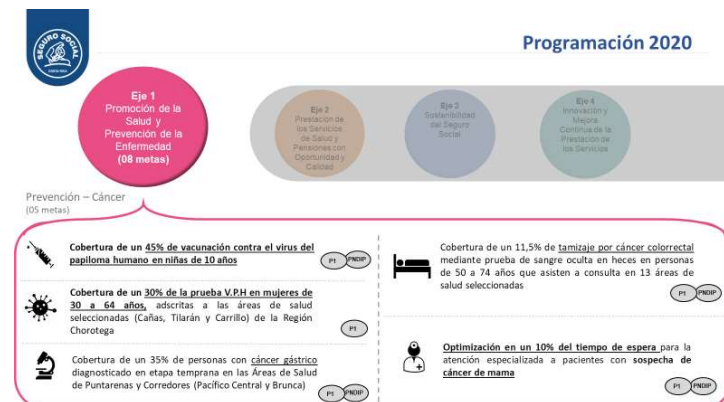 SEGURO SOCIAL
COSTA RICA
Programación 2020
Eje 1
Promoción de la
Salud y
Prevención de la
Enfermedad
(08 metas)
Eje 2
Prestación de
los Servicios
de Salud y
Pensiones con
Oportunidad y
Calidad
Eje 3
Sostenibilidad
del Seguro
Social
Eje 4
Innovación y
Mejora
Continua de la
Prestación de
los Servicios
Prevención – Cáncer
(05 metas)
Cobertura de un 45% de vacunación contra el virus del
papiloma humano en niñas de 10 años
P1 PNDIP
Cobertura de un 30% de la prueba V.P.H en mujeres de
30 a 64 años, adscritas a las áreas de salud
seleccionadas (Cañas, Tilarán y Carrillo) de la Región
Chorotega
P1
Cobertura de un 35% de personas con cáncer gástrico
diagnosticado en etapa temprana en las Áreas de Salud
de Puntarenas y Corredores (Pacífico Central y Brunca)
P1 PNDIP
Cobertura de un 11,5% de tamizaje por cáncer colorrectal
mediante prueba de sangre oculta en heces en personas
de 50 a 74 años que asisten a consulta en 13 áreas de
salud seleccionadas
P1 PNDIP
Optimización en un 10% del tiempo de espera para la
atención especializada a pacientes con sospecha de
cáncer de mama
P1 PNDIP